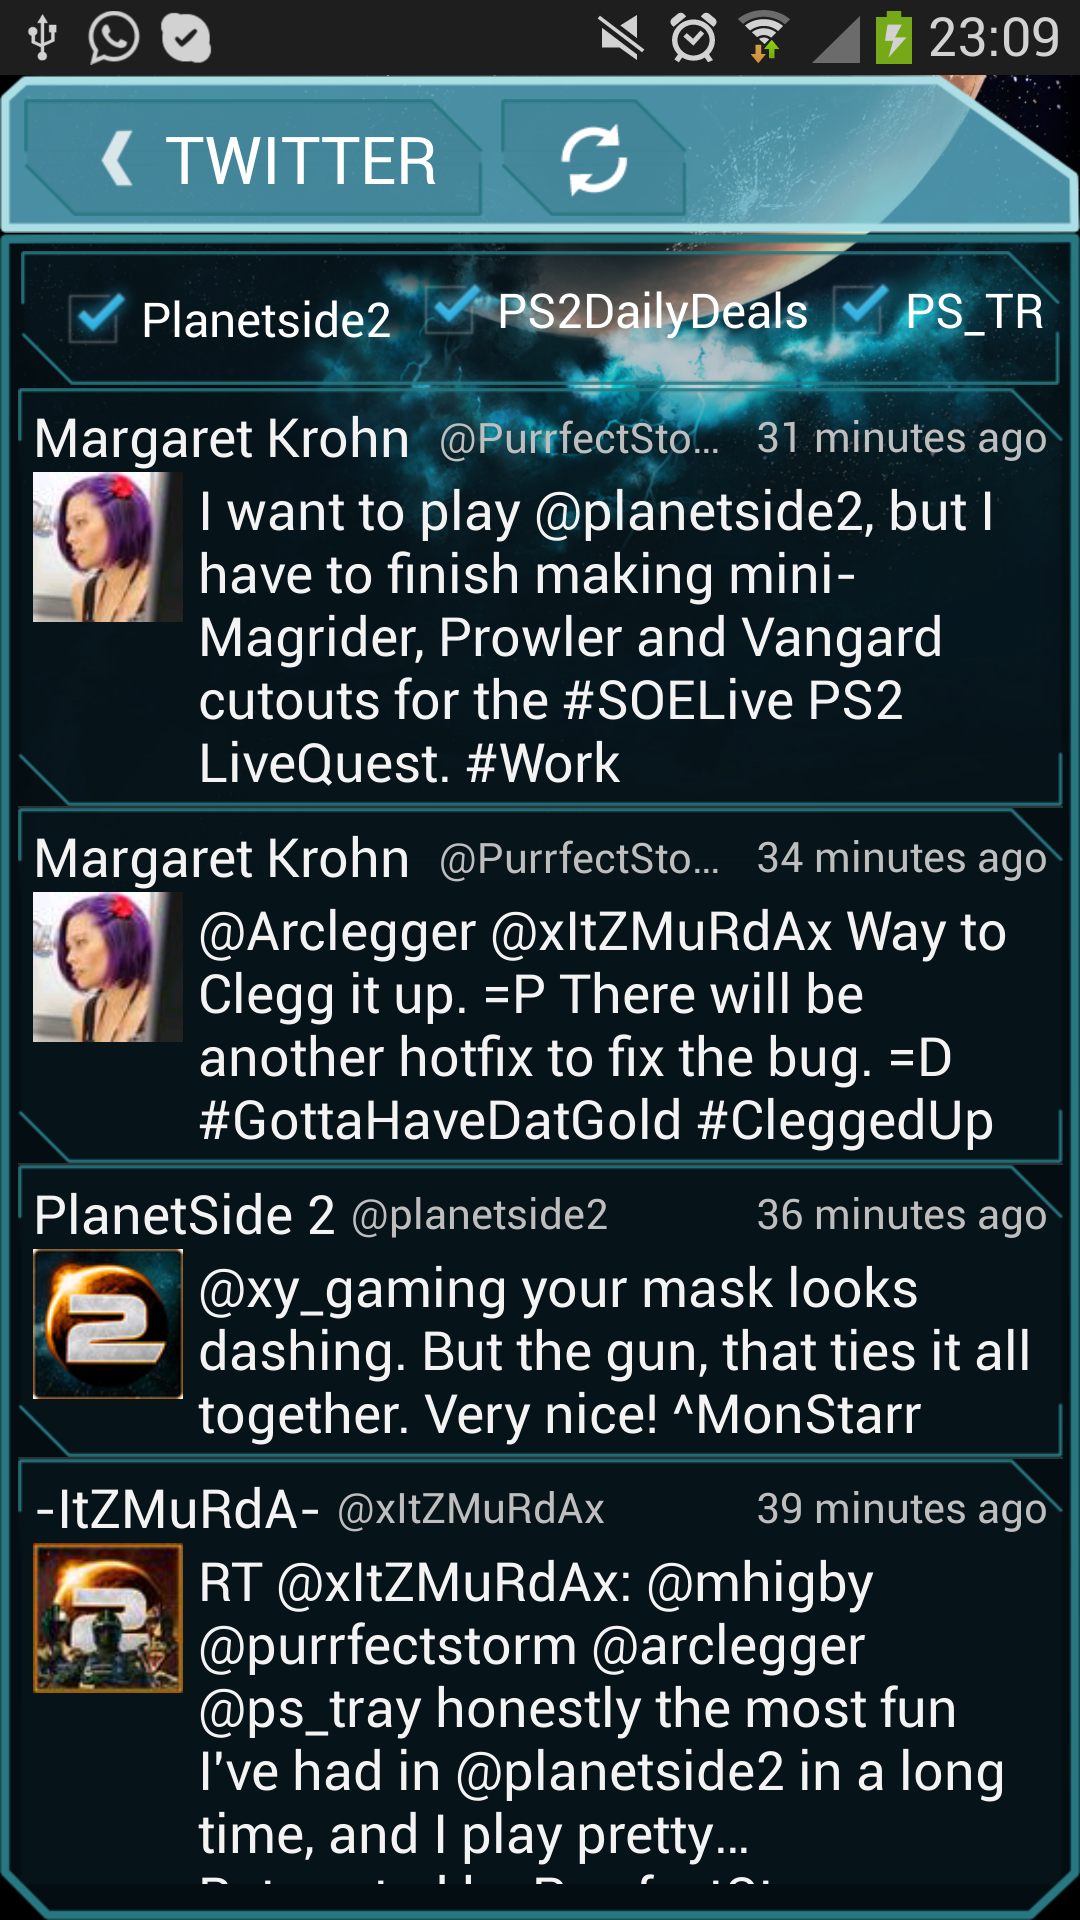 23:09
TWITTER
Planetside2 PS2DailyDeals PS_TR
Margaret Krohn @PurrfectSto... 31 minutes ago
I want to play @planetside2, but I
have to finish making mini-
Magrider, Prowler and Vangard
cutouts for the #SOELive PS2
LiveQuest. #Work
Margaret Krohn @PurrfectSto... 34 minutes ago
@Arclegger @xItZMuRdAx Way to
Clegg it up. =P There will be
another hotfix to fix the bug. =D
#GottaHaveDatGold #CleggedUp
PlanetSide 2 @planetside2 36 minutes ago
@xy_gaming your mask looks
dashing. But the gun, that ties it all
together. Very nice! ^MonStarr
-ItZMuRdA- @xItZMuRdAx 39 minutes ago
RT @xItZMuRdAx: @mhigby
@purrfectstorm @arclegger
@ps_tray honestly the most fun
I've had in @planetside2 in a long
time, and I play pretty...